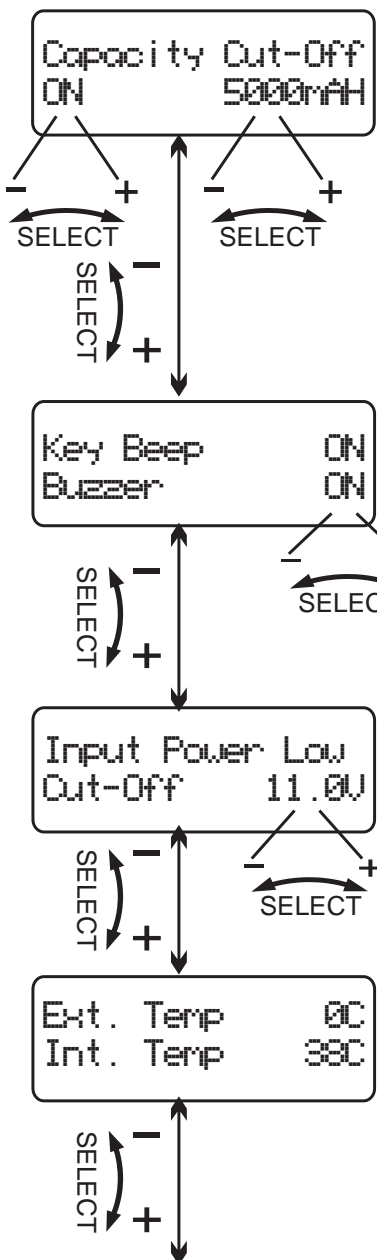 Capacity Cut-Off
ON 5000mAH
- + - +
SELECT SELECT
-
SELECT
+
Key Beep ON
Buzzer ON
-
SELECT
-
SELEC
+
Input Power Low
Cut-Off 11.0V
- +
SELECT
-
SELECT
+
Ext. Temp 0C
Int. Temp 38C
-
SELECT
+